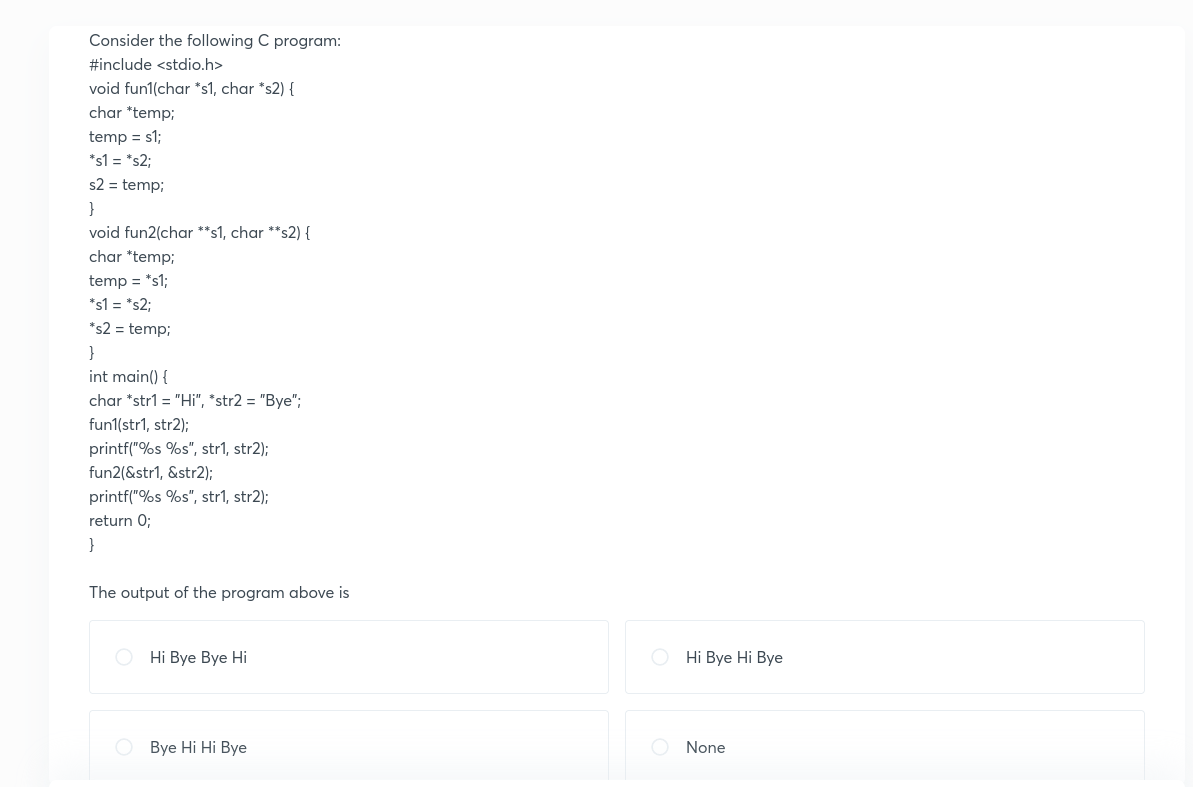 Consider the following C program:
#include <stdio.h>
void fun1(char *s1, char *s2) {
char *temp;
temp = s1;
*s1 = *s2;
s2 = temp;
}
void fun2(char **s1, char **s2) {
char *temp;
temp = *s1;
*s1 = *s2;
*s2 = temp;
}
int main() {
char *str1 = "Hi", *str2 = "Bye";
fun1(str1, str2);
printf("%s %s", str1, str2);
fun2(&str1, &str2);
printf("%s %s", str1, str2);
return 0;
}
The output of the program above is
Hi Bye Bye Hi
Hi Bye Hi Bye
Bye Hi Hi Bye
None